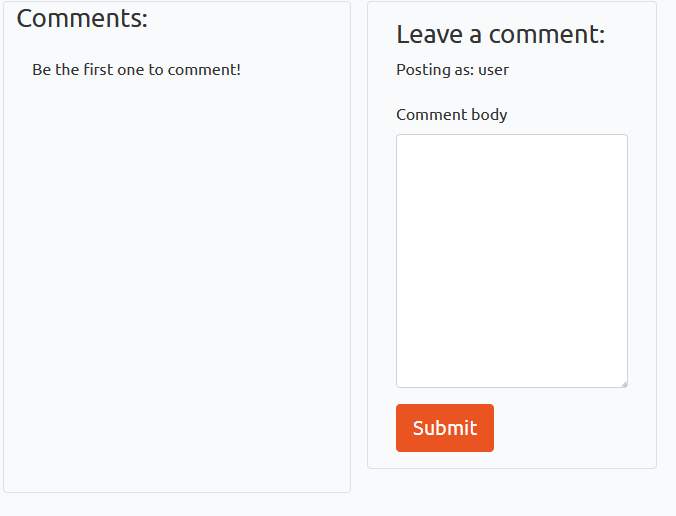 Comments:
Be the first one to comment!
Leave a comment:
Posting as: user
Comment body
Submit